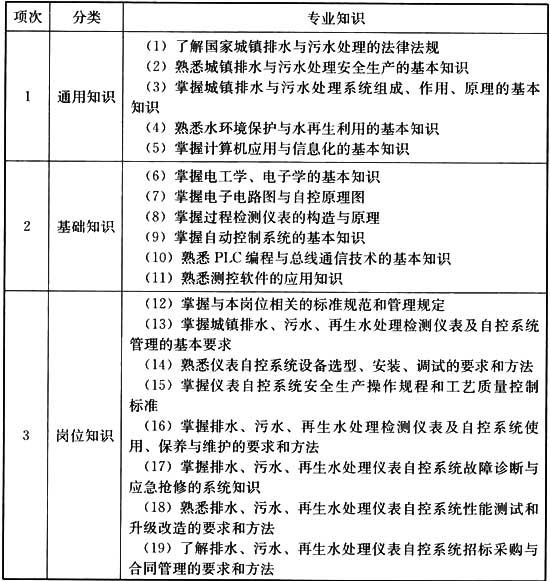 项次 分类 专业知识
(1) 了解国家城镇排水与污水处理的法律法规
(2) 熟悉城镇排水与污水处理安全生产的基本知识
(3) 掌握城镇排水与污水处理系统组成、作用、原理的基本
知识
(4) 熟悉水环境保护与水再生利用的基本知识
(5) 掌握计算机应用与信息化的基本知识
1 通用知识
(6) 掌握电工学、电子学的基本知识
(7) 掌握电子电路图与自控原理图
(8) 掌握过程检测仪表的构造与原理
(9) 掌握自动控制系统的基本知识
(10) 熟悉 PLC 编程与总线通信技术的基本知识
(11) 熟悉测控软件的应用知识
2 基础知识
(12) 掌握与本岗位相关的标准规范和管理规定
(13) 掌握城镇排水、污水、再生水处理检测仪表及自控系统
管理的基本要求
(14) 熟悉仪表自控系统设备选型、安装、调试的要求和方法
(15) 掌握仪表自控系统安全生产操作规程和工艺质量控制
标准
(16) 掌握排水、污水、再生水处理检测仪表及自控系统使
用、保养与维护的要求和方法
(17) 掌握排水、污水、再生水处理仪表自控系统故障诊断与
应急抢修的系统知识
(18) 熟悉排水、污水、再生水处理仪表自控系统性能测试和
升级改造的要求和方法
(19) 了解排水、污水、再生水处理仪表自控系统招标采购与
合同管理的要求和方法
3 岗位知识